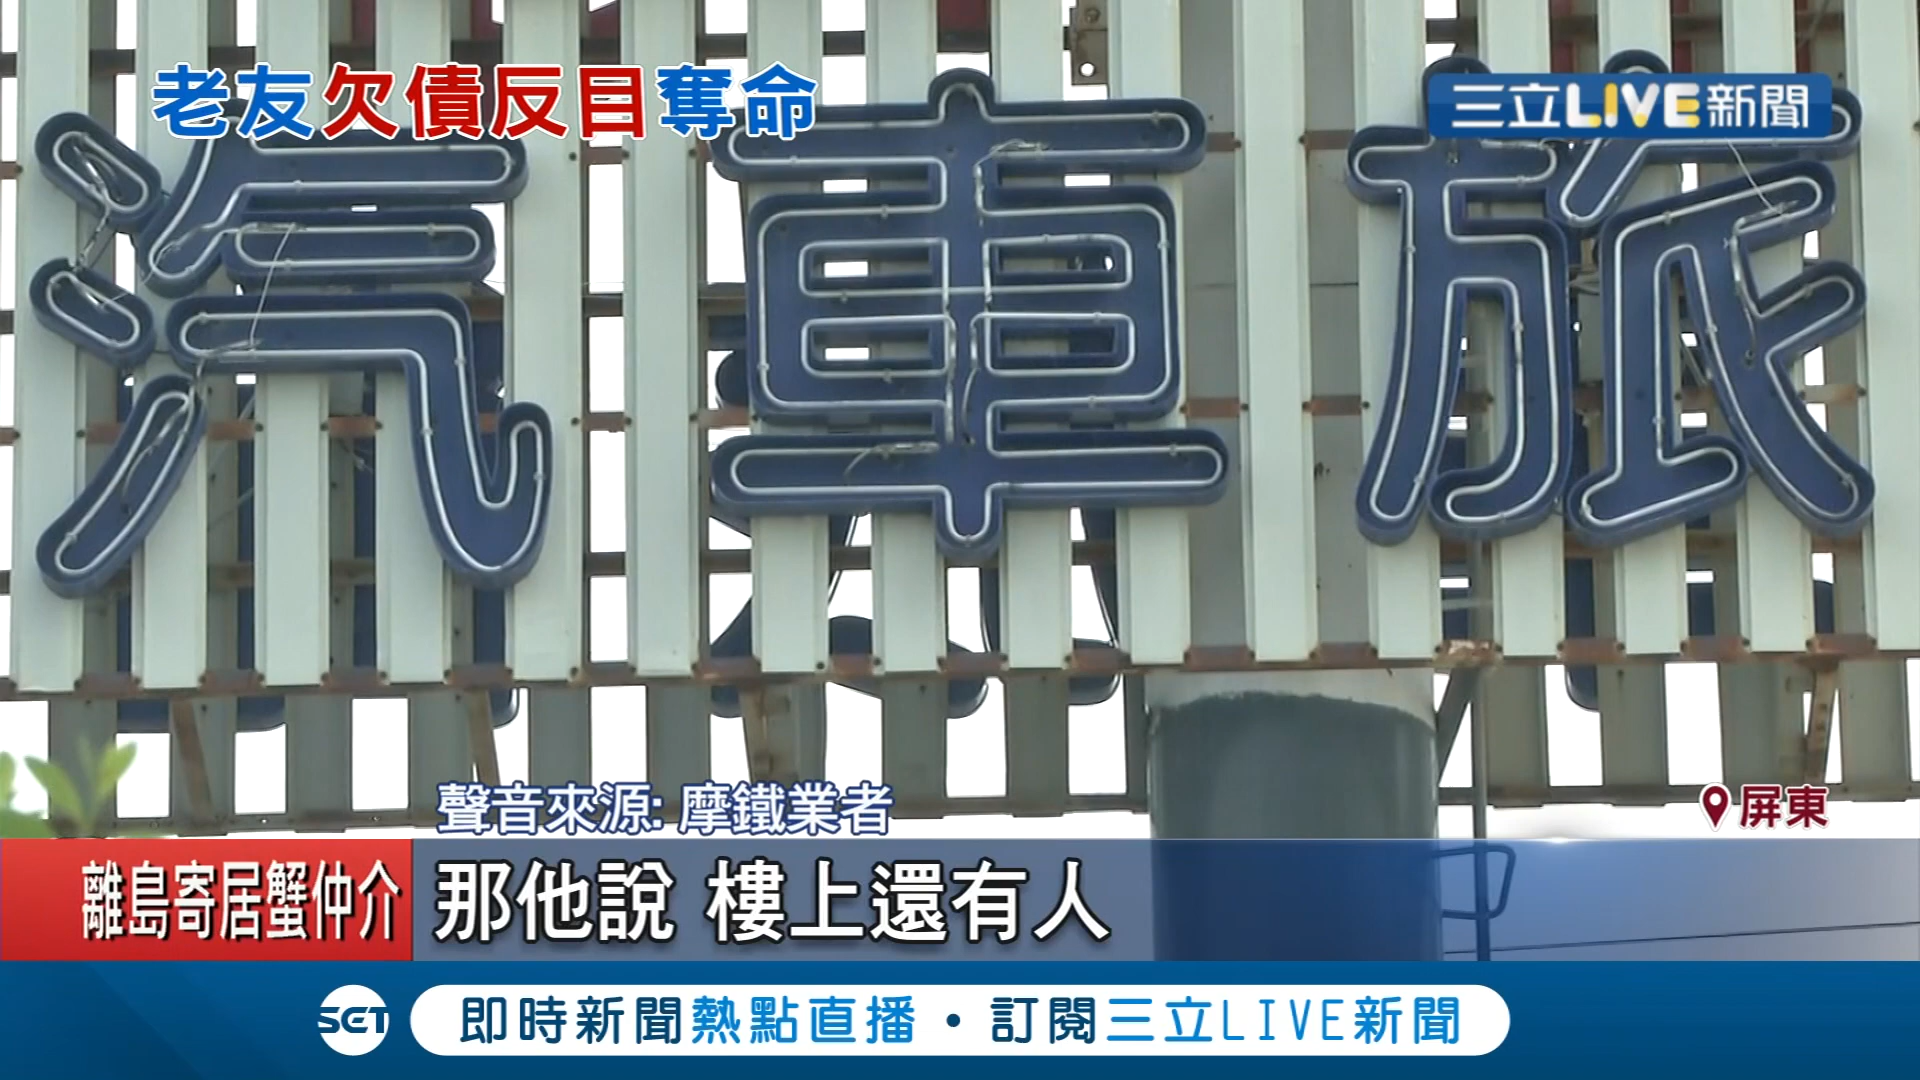 老友欠債反目奪命
三立LIVE新聞
汽車旅
聲音來源: 摩鐵業者
屏東
離島寄居蟹仲介
那他說 樓上還有人
SET
即時新聞熱點直播・訂閱三立LIVE新聞